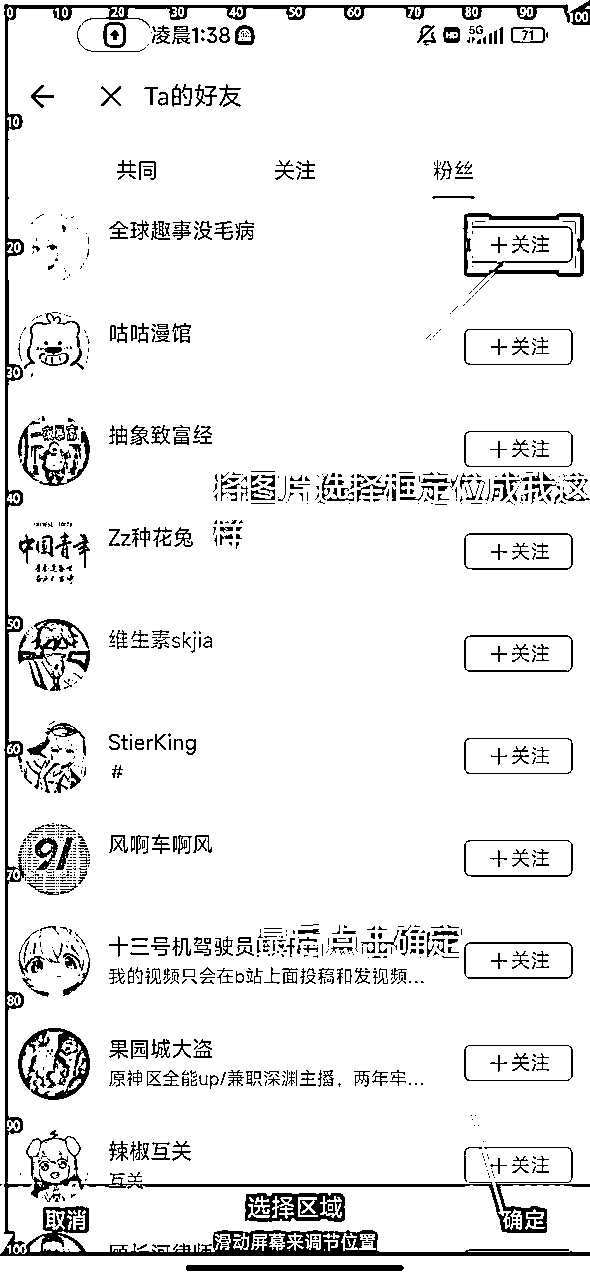 0 10 20 30 40 50 60 70 80 90 100
凌晨1:38 HD 5G 71
Ta的好友
10
共同 关注 粉丝
全球趣事没毛病
+关注
20
咕咕漫馆
+关注
30
抽象致富经
+关注
将图片选择框定位成我这
样
40
中国青年
Zz种花兔
+关注
50
维生素skjia
+关注
60
StierKing
#
+关注
91
风啊车啊风
+关注
70
十三号机驾驶员
最后点击确定
我的视频只会在b站上面投稿和发视频...
+关注
80
果园城大盗
原神区全能up/兼职深渊主播，两年牢...
+关注
90
辣椒互关
互关
+关注
取消 选择区域 确定
滑动屏幕来调节位置
100